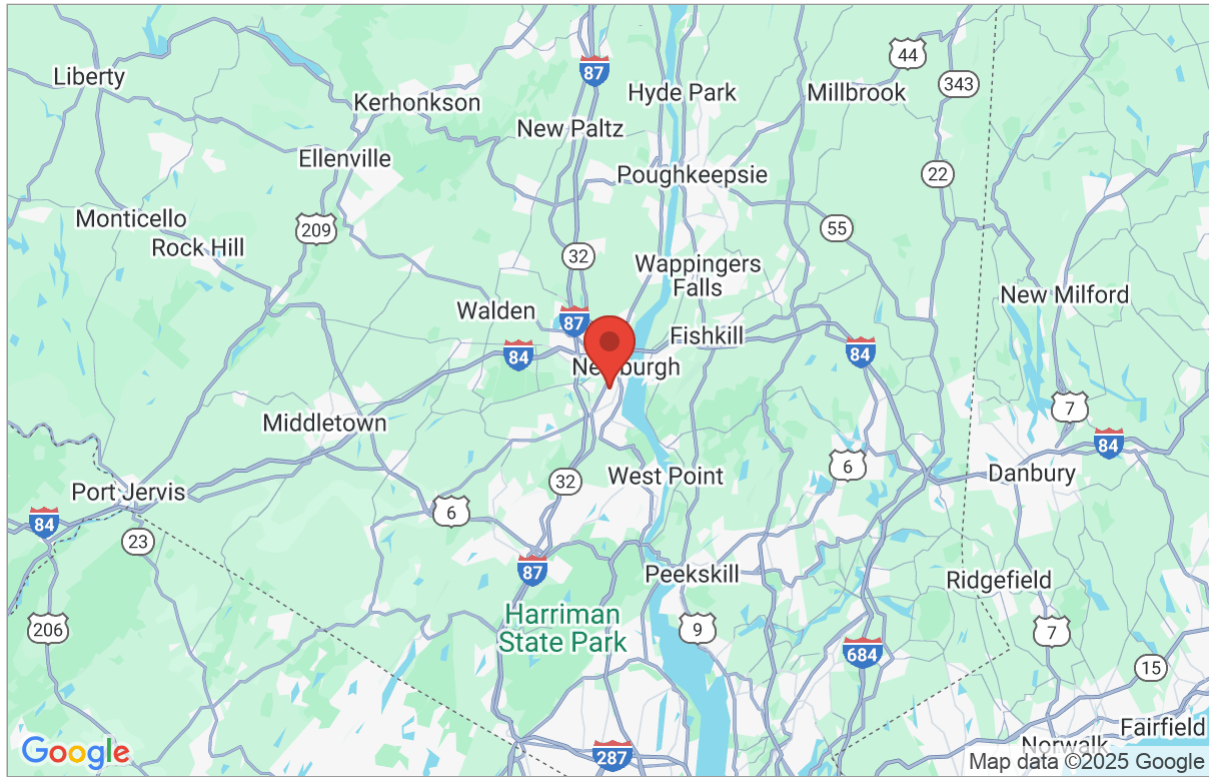 44
Liberty
87
343
Hyde Park
Millbrook
Kerhonkson
New Paltz
Ellenville
Poughkeepsie
22
Monticello
209
55
Rock Hill
32
Wappingers
Falls
New Milford
Walden
87
Fishkill
84
84
Newburgh
7
Middletown
84
6
West Point
Danbury
32
Port Jervis
6
84
23
87
Peekskill
Ridgefield
Harriman
State Park
206
9
7
684
15
Fairfield
Google
287
Norwalk
Map data ©2025 Google